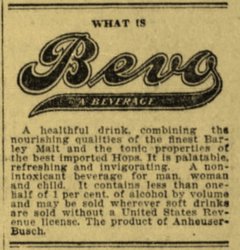 WHAT IS
Bevo
A BEVERAGE
A healthful drink, combining the
nourishing qualities of the finest Bar-
ley Malt and the tonic properties of
the best imported Hops. It is palatable,
refreshing and invigorating. A non-
intoxicant beverage for man, woman
and child. It contains less than one-
half of 1 per cent. of alcohol by volume
and may be sold wherever soft drinks
are sold without a United States Rev-
enue license. The product of Anheuser-
Busch.